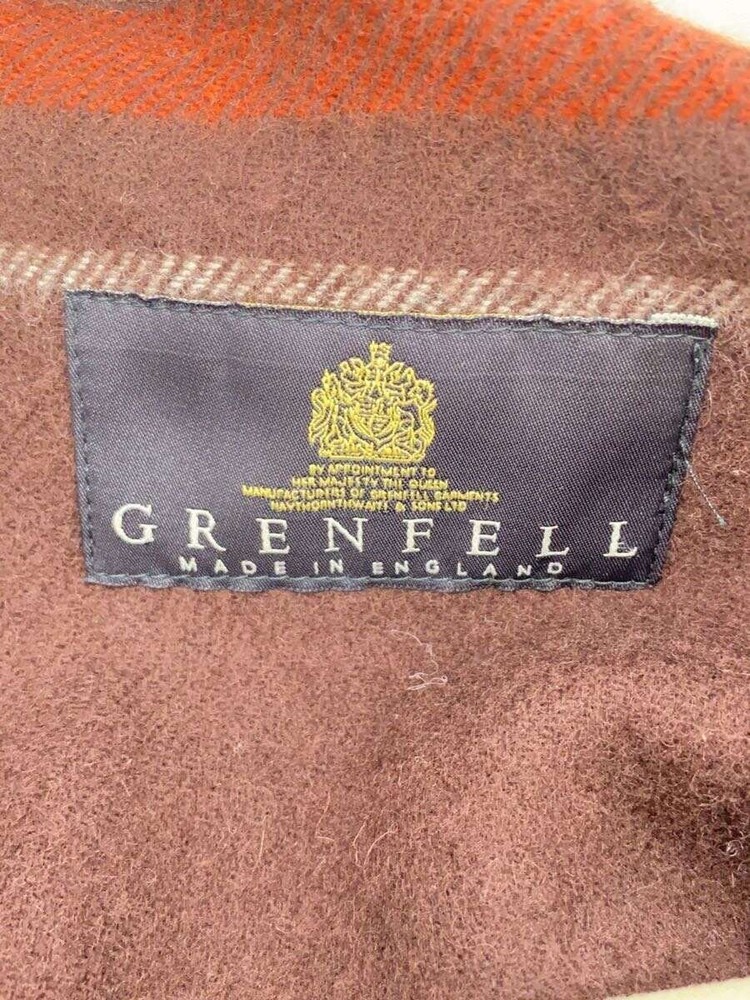 BY APPOINTMENT TO
HER MAJESTY THE QUEEN
MANUFACTURERS OF GRENFELL GARMENTS
HAYTHORNTHWAITE & SONS LTD
GRENFELL
MADE IN ENGLAND